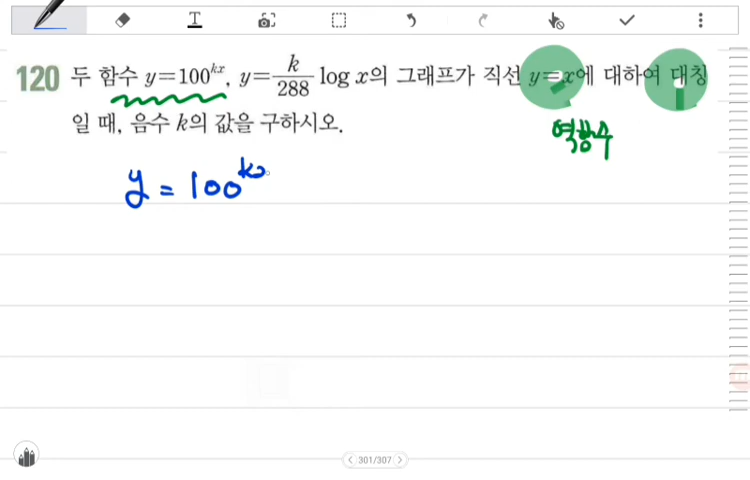 120 두 함수 y=100^{kx}, y=\frac{k}{288} log x의 그래프가 직선 y=x에 대하여 대칭
일 때, 음수 k의 값을 구하시오.
역함수
y = 100^k
301/307